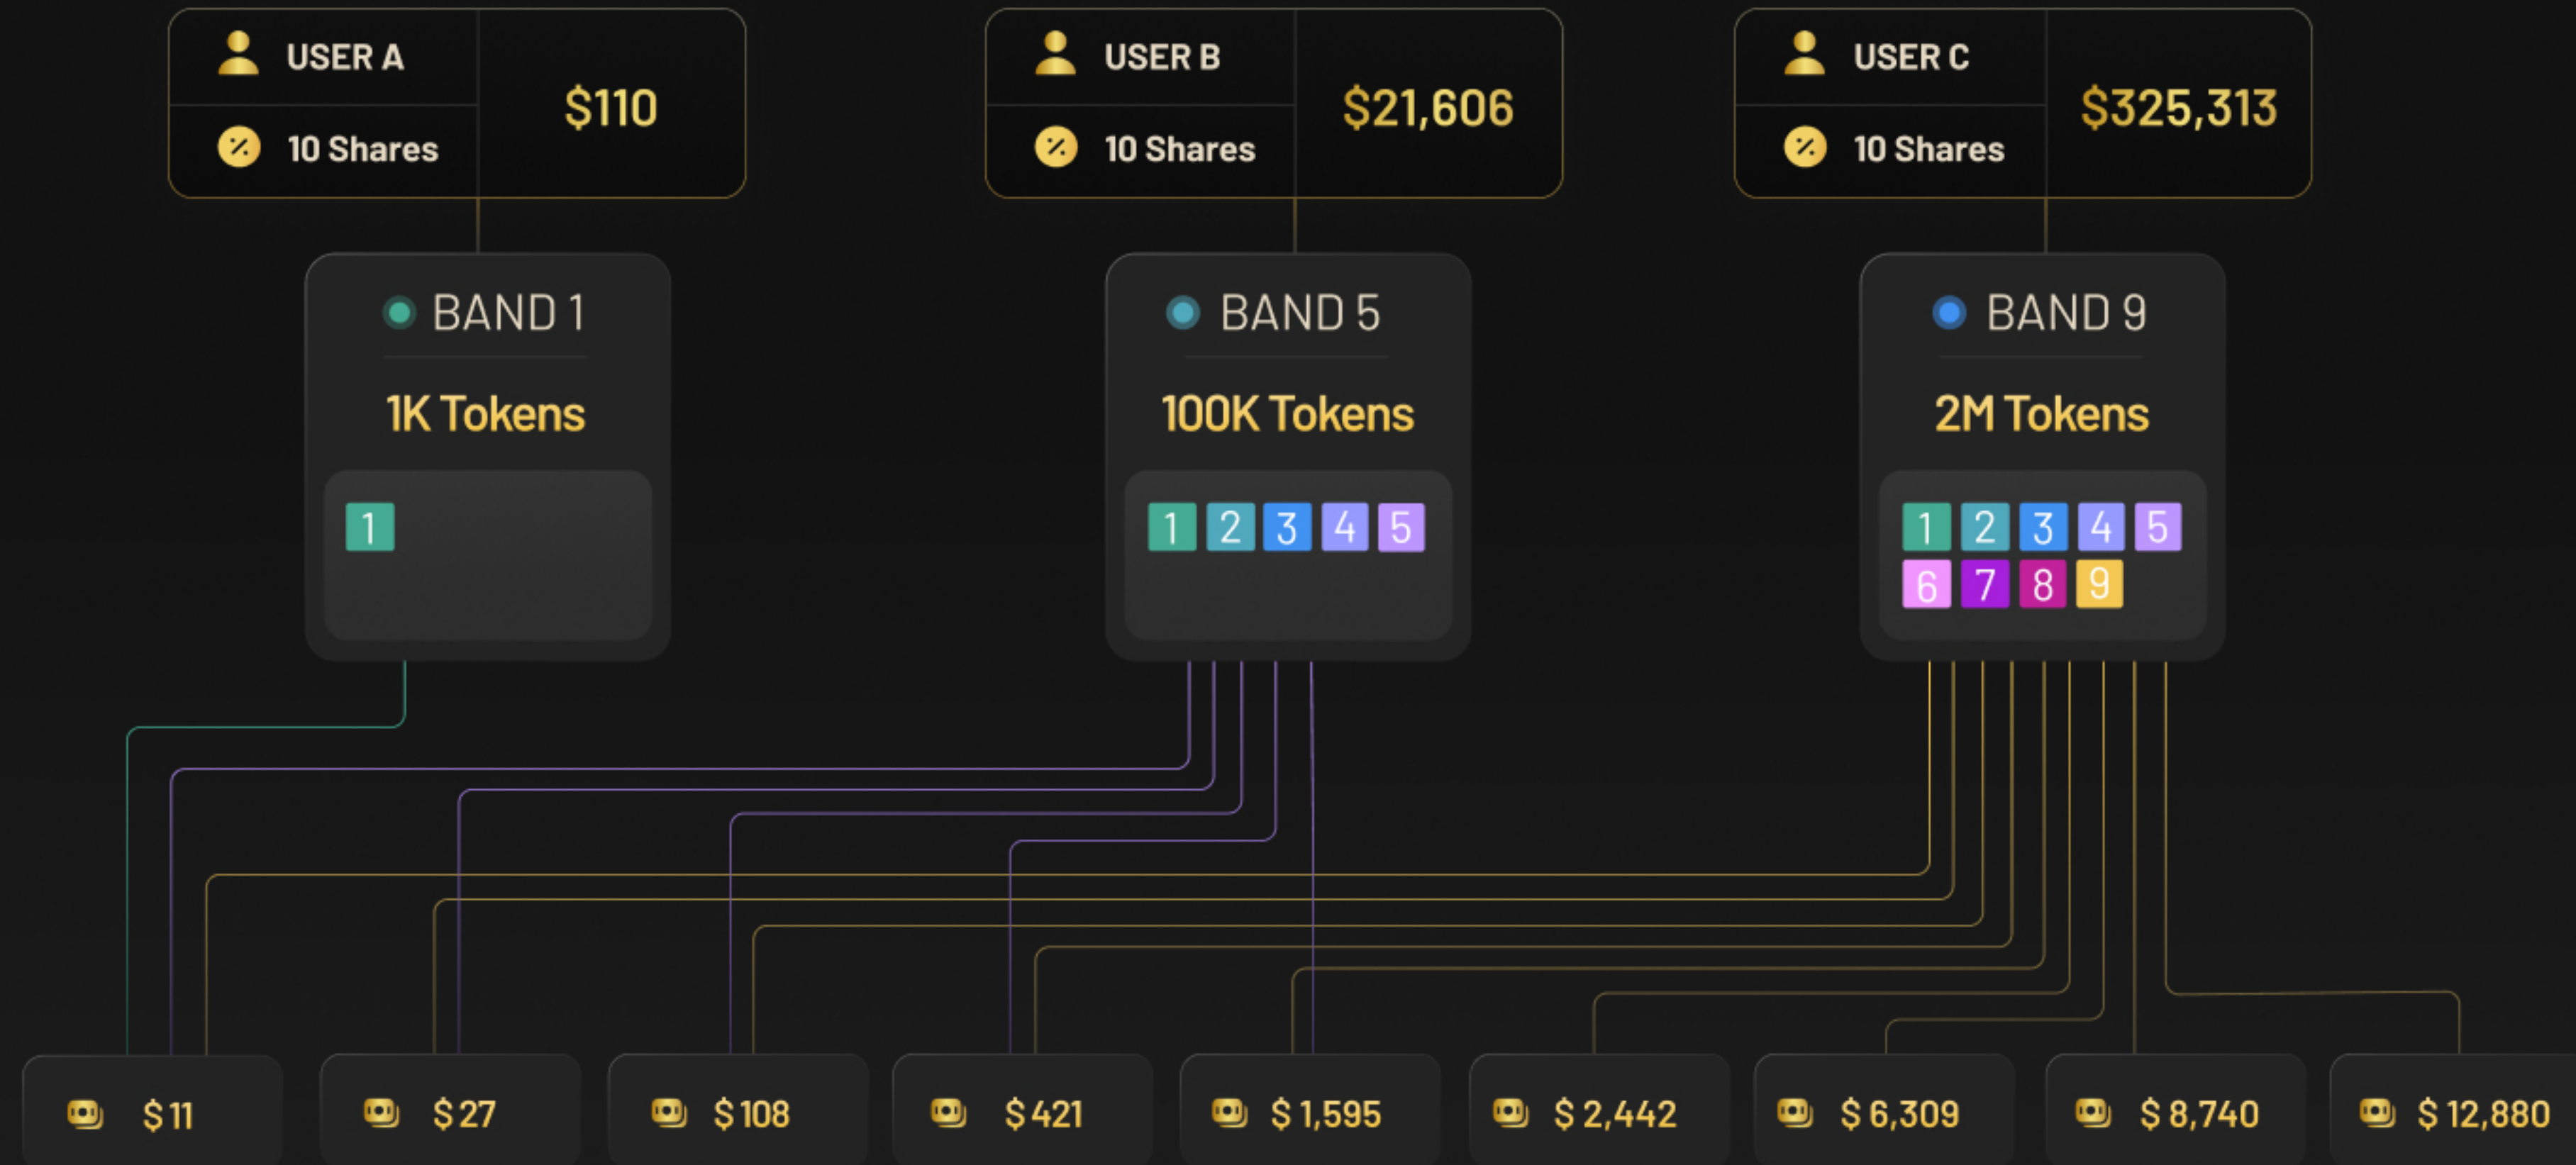 USER A
$110
10 Shares
USER B
$21,606
10 Shares
USER C
$325,313
10 Shares
BAND 1
1K Tokens
1
BAND 5
100K Tokens
1 2 3 4 5
BAND 9
2M Tokens
1 2 3 4 5
6 7 8 9
$ 11
$ 27
$ 108
$ 421
$ 1,595
$ 2,442
$ 6,309
$ 8,740
$ 12,880